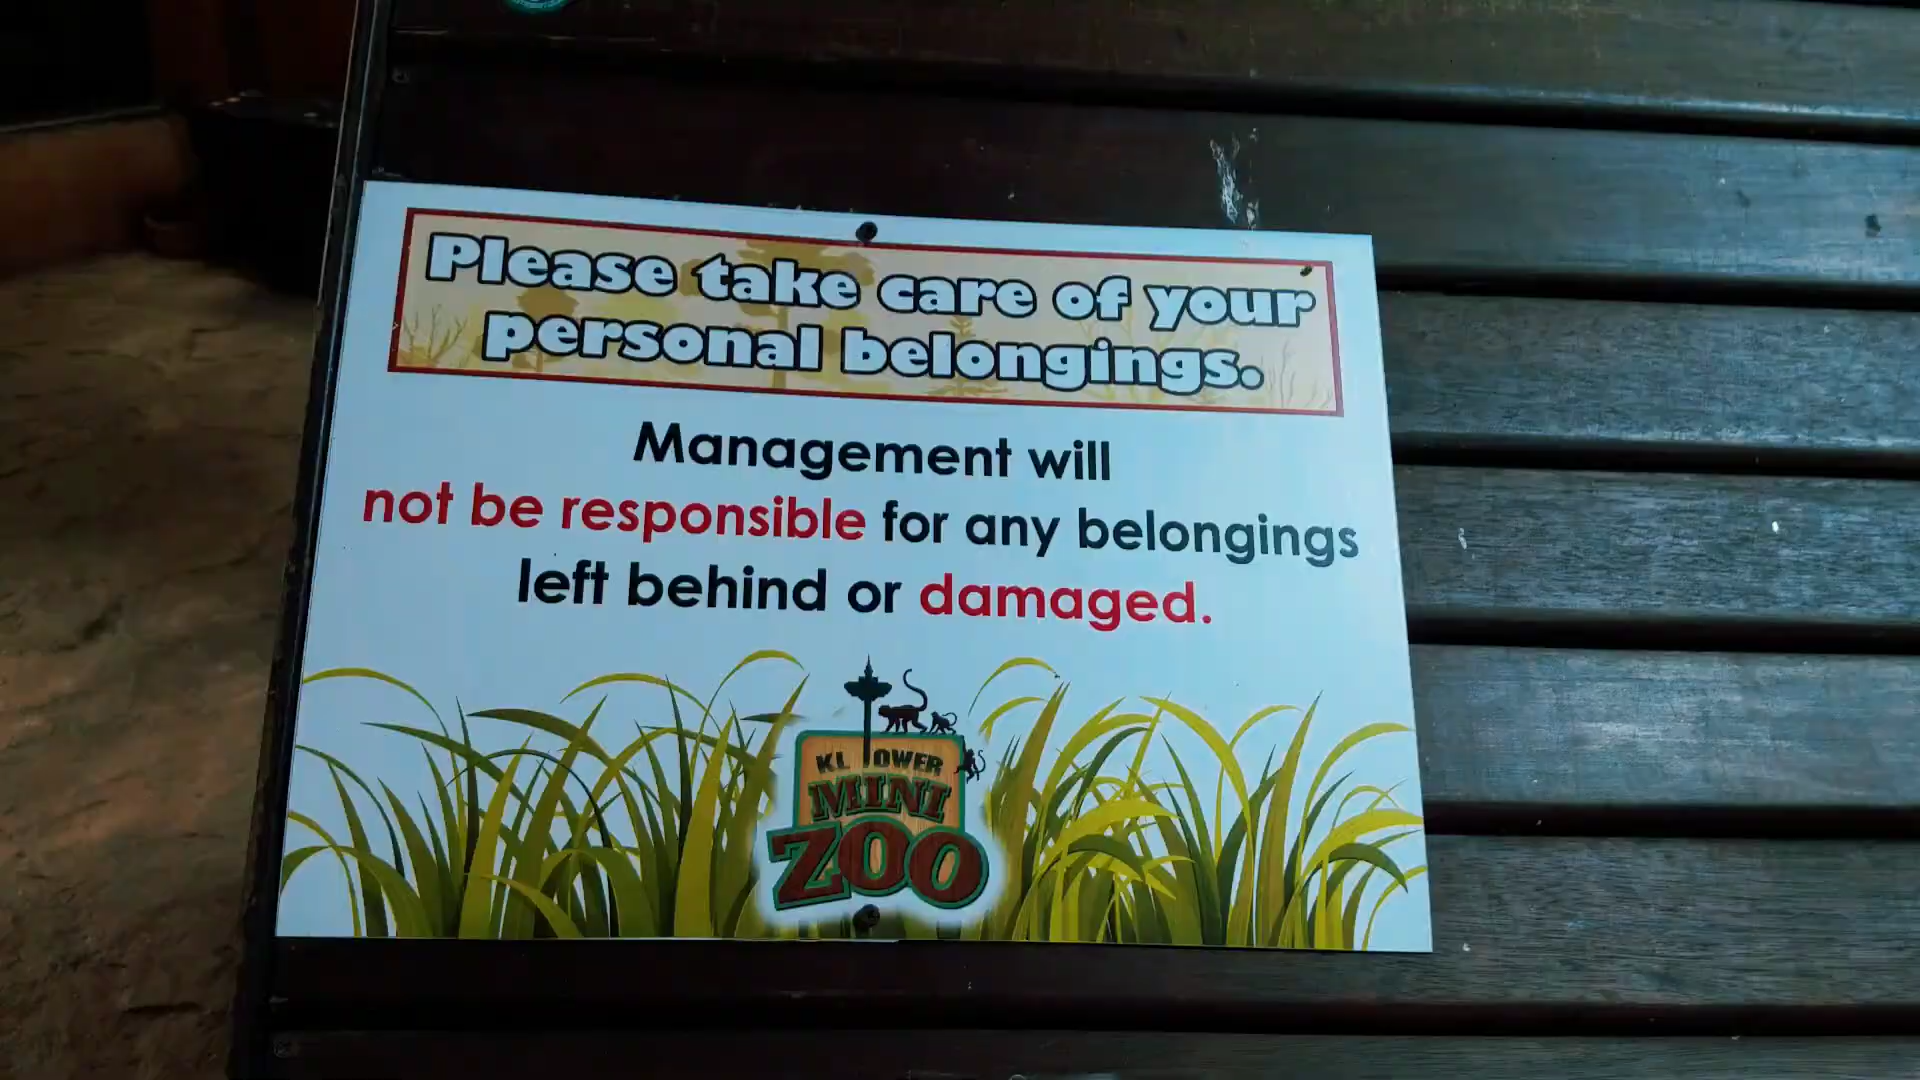 Please take care of your
personal belongings.
Management will
not be responsible for any belongings
left behind or damaged.
KL TOWER
MINI
ZOO